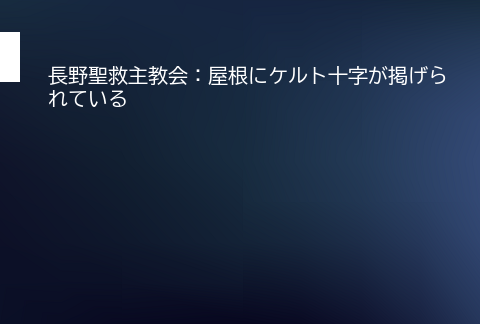 長野聖救主教会：屋根にケルト十字が掲げら
れている